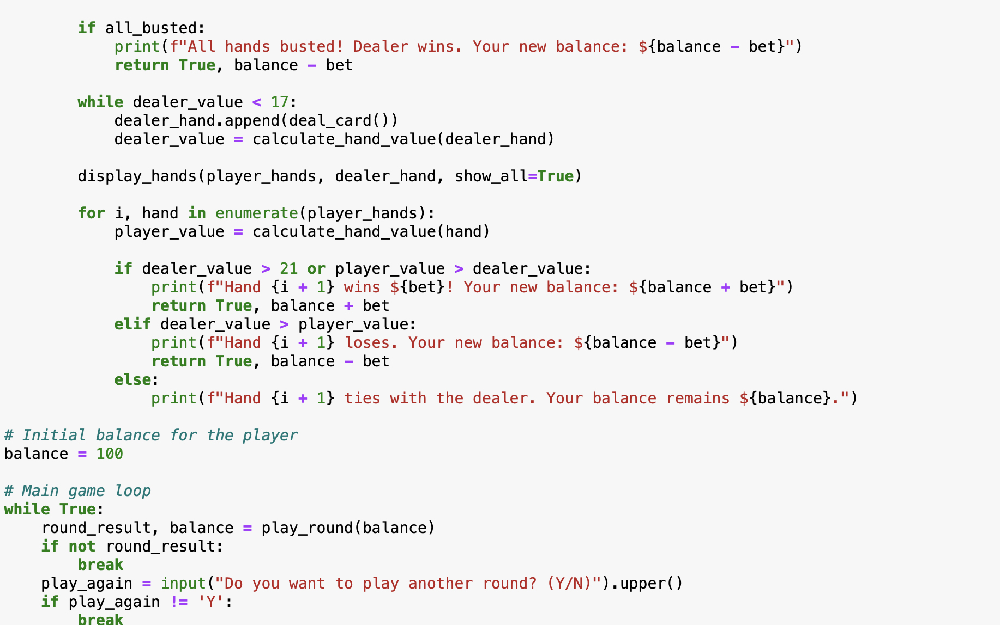 if all_busted:
print(f"All hands busted! Dealer wins. Your new balance: ${balance - bet}")
return True, balance - bet
while dealer_value < 17:
dealer_hand.append(deal_card())
dealer_value = calculate_hand_value(dealer_hand)
display_hands(player_hands, dealer_hand, show_all=True)
for i, hand in enumerate(player_hands):
player_value = calculate_hand_value(hand)
if dealer_value > 21 or player_value > dealer_value:
print(f"Hand {i + 1} wins ${bet}! Your new balance: ${balance + bet}")
return True, balance + bet
elif dealer_value > player_value:
print(f"Hand {i + 1} loses. Your new balance: ${balance - bet}")
return True, balance - bet
else:
print(f"Hand {i + 1} ties with the dealer. Your balance remains ${balance}.")
# Initial balance for the player
balance = 100
# Main game loop
while True:
round_result, balance = play_round(balance)
if not round_result:
break
play_again = input("Do you want to play another round? (Y/N)").upper()
if play_again != 'Y':
break